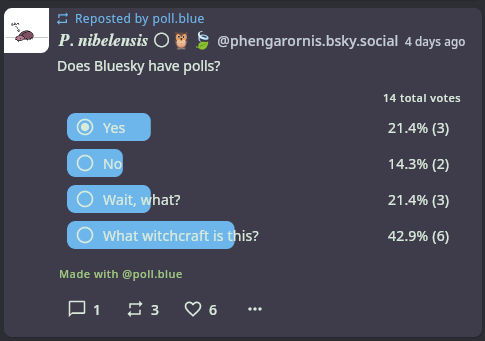 Reposted by poll.blue
P. nibelensis ◯ 🦉 🍃 @phengarornis.bsky.social 4 days ago
Does Bluesky have polls?
14 total votes
Yes 21.4% (3)
No 14.3% (2)
Wait, what? 21.4% (3)
What witchcraft is this? 42.9% (6)
Made with @poll.blue
1 3 6 ...